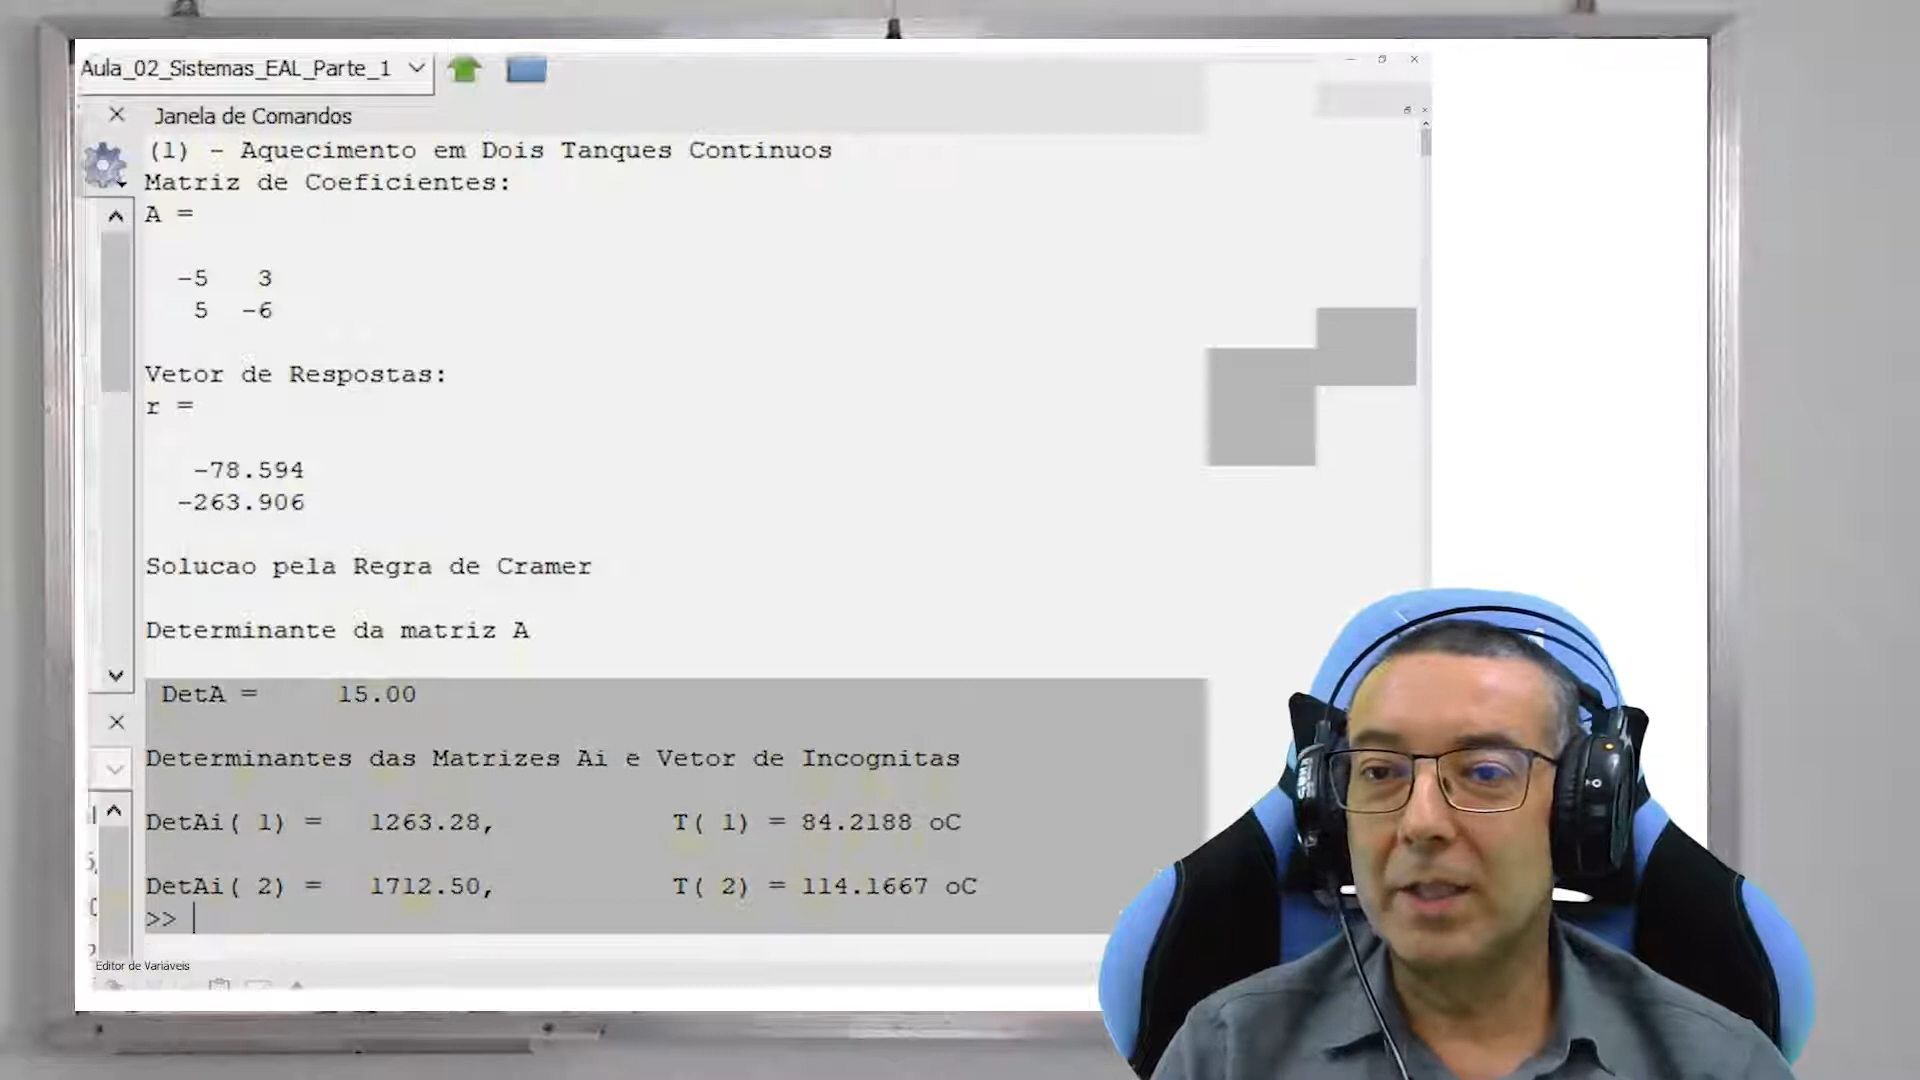 Aula_02_Sistemas_EAL_Parte_1
Janela de Comandos
(1) - Aquecimento em Dois Tanques Continuos
Matriz de Coeficientes:
A =
-5 3
5 -6
Vetor de Respostas:
r =
-78.594
-263.906
Solucao pela Regra de Cramer
Determinante da matriz A
DetA = 15.00
Determinantes das Matrizes Ai e Vetor de Incognitas
DetAi( 1) = 1263.28, T( 1) = 84.2188 oC
DetAi( 2) = 1712.50, T( 2) = 114.1667 oC
>>
Editor de Variáveis